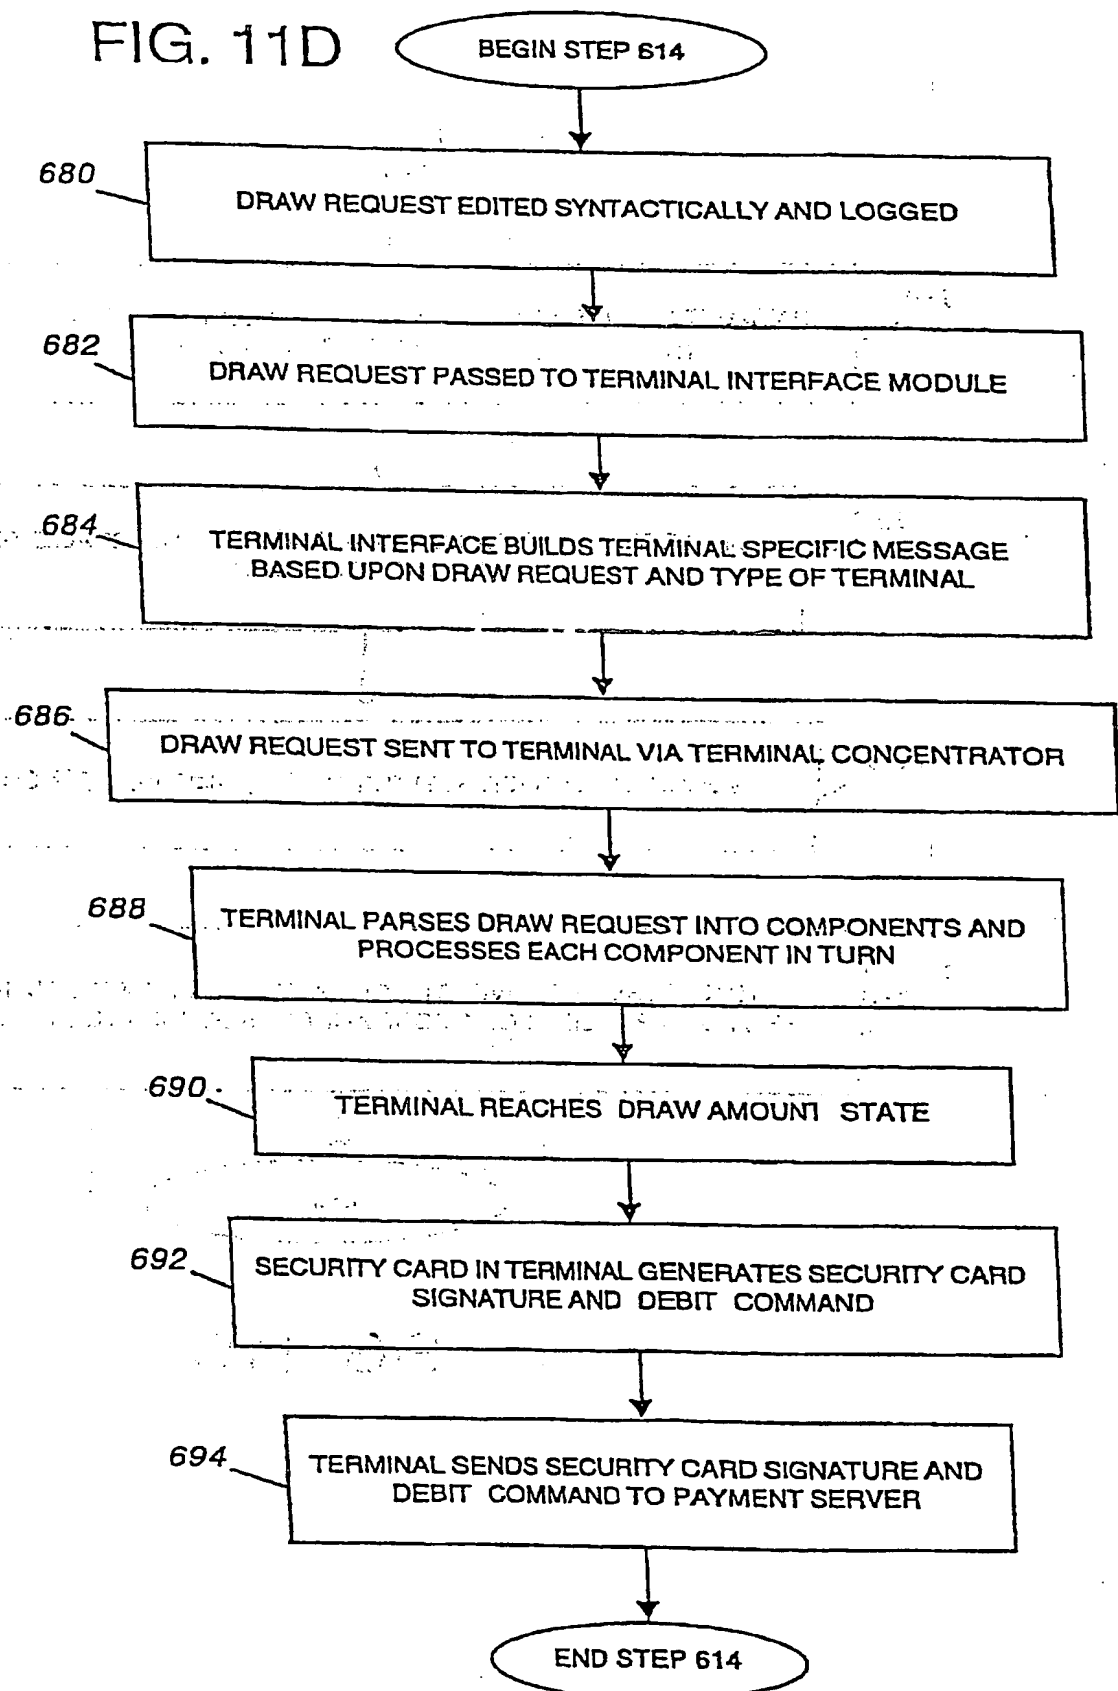 FIG. 11D
BEGIN STEP 614
680
DRAW REQUEST EDITED SYNTACTICALLY AND LOGGED
682
DRAW REQUEST PASSED TO TERMINAL INTERFACE MODULE
684
TERMINAL INTERFACE BUILDS TERMINAL SPECIFIC MESSAGE
BASED UPON DRAW REQUEST AND TYPE OF TERMINAL
686
DRAW REQUEST SENT TO TERMINAL VIA TERMINAL CONCENTRATOR
688
TERMINAL PARSES DRAW REQUEST INTO COMPONENTS AND
PROCESSES EACH COMPONENT IN TURN
690
TERMINAL REACHES DRAW AMOUNT STATE
692
SECURITY CARD IN TERMINAL GENERATES SECURITY CARD
SIGNATURE AND DEBIT COMMAND
694
TERMINAL SENDS SECURITY CARD SIGNATURE AND
DEBIT COMMAND TO PAYMENT SERVER
END STEP 614